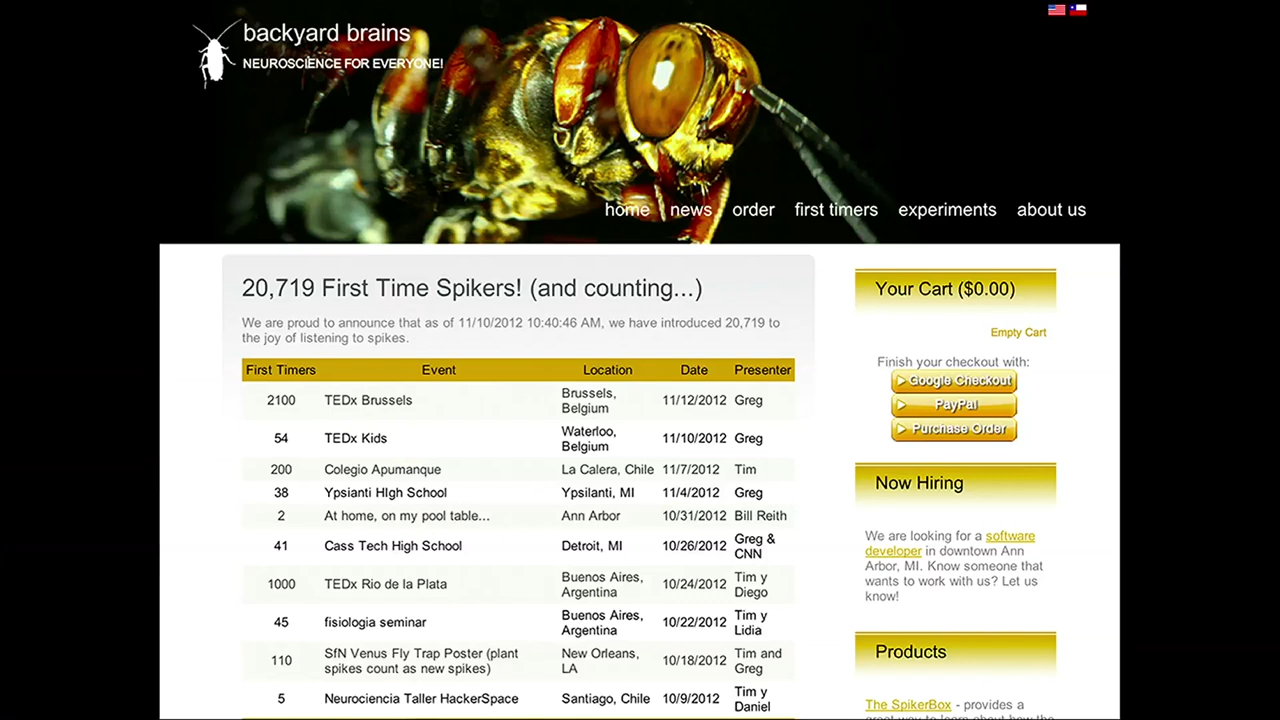 backyard brains
NEUROSCIENCE FOR EVERYONE!
home news order first timers experiments about us
20,719 First Time Spikers! (and counting...)
We are proud to announce that as of 11/10/2012 10:40:46 AM, we have introduced 20,719 to
the joy of listening to spikes.
First Timers Event Location Date Presenter
2100 TEDx Brussels Brussels, Belgium 11/12/2012 Greg
54 TEDx Kids Waterloo, Belgium 11/10/2012 Greg
200 Colegio Apumanque La Calera, Chile 11/7/2012 Tim
38 Ypsianti HIgh School Ypsilanti, MI 11/4/2012 Greg
2 At home, on my pool table... Ann Arbor 10/31/2012 Bill Reith
41 Cass Tech High School Detroit, MI 10/26/2012 Greg & CNN
1000 TEDx Rio de la Plata Buenos Aires, Argentina 10/24/2012 Tim y Diego
45 fisiologia seminar Buenos Aires, Argentina 10/22/2012 Tim y Lidia
110 SfN Venus Fly Trap Poster (plant spikes count as new spikes) New Orleans, LA 10/18/2012 Tim and Greg
5 Neurociencia Taller HackerSpace Santiago, Chile 10/9/2012 Tim y Daniel
Your Cart ($0.00)
Empty Cart
Finish your checkout with:
Google Checkout
PayPal
Purchase Order
Now Hiring
We are looking for a software
developer in downtown Ann
Arbor, MI. Know someone that
wants to work with us? Let us
know!
Products
The SpikerBox - provides a
great way to learn about how the